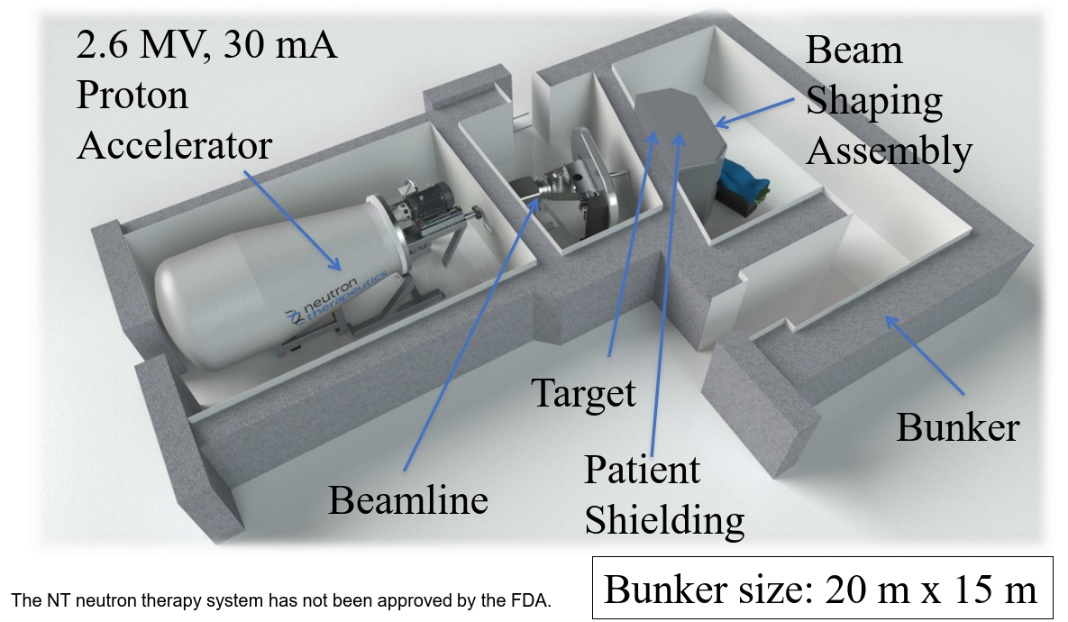 2.6 MV, 30 mA
Proton
Accelerator
Beam
Shaping
Assembly
neutron
therapeutics
Target
Bunker
Patient
Shielding
Beamline
Bunker size: 20 m x 15 m
The NT neutron therapy system has not been approved by the FDA.